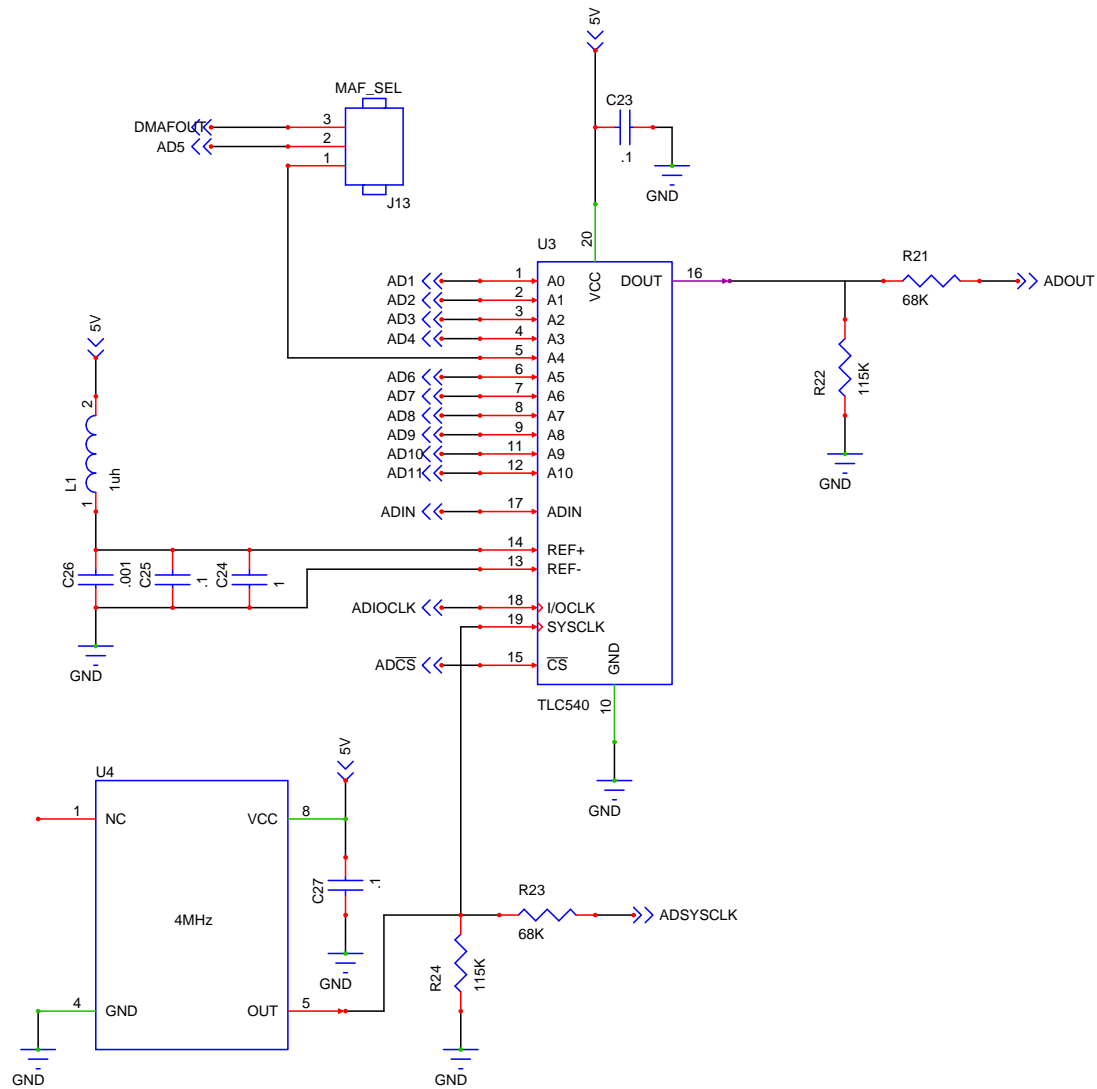 5V
MAF_SEL
C23
.1
GND
DMAFOUT 3
AD5 2
1
J13
U3
20
VCC
R21
68K
AD1 1 A0 DOUT 16 ADOUT
AD2 2 A1
AD3 3 A2
AD4 4 A3
5 A4
AD6 6 A5
AD7 7 A6
AD8 8 A7
AD9 9 A8
AD10 11 A9
AD11 12 A10
R22
115K
GND
5V
2
L1
1uh
1
ADIN 17 ADIN
14 REF+
13 REF-
C26 .001 C25 .1 C24 1
GND
ADIOCLK 18 I/OCLK
19 SYSCLK
ADCS 15 CS
GND
TLC540
10
GND
5V
U4
1 NC VCC 8
C27
.1
4MHz
GND
R23
68K
ADSYSCLK
R24
115K
4 GND OUT 5
GND
GND